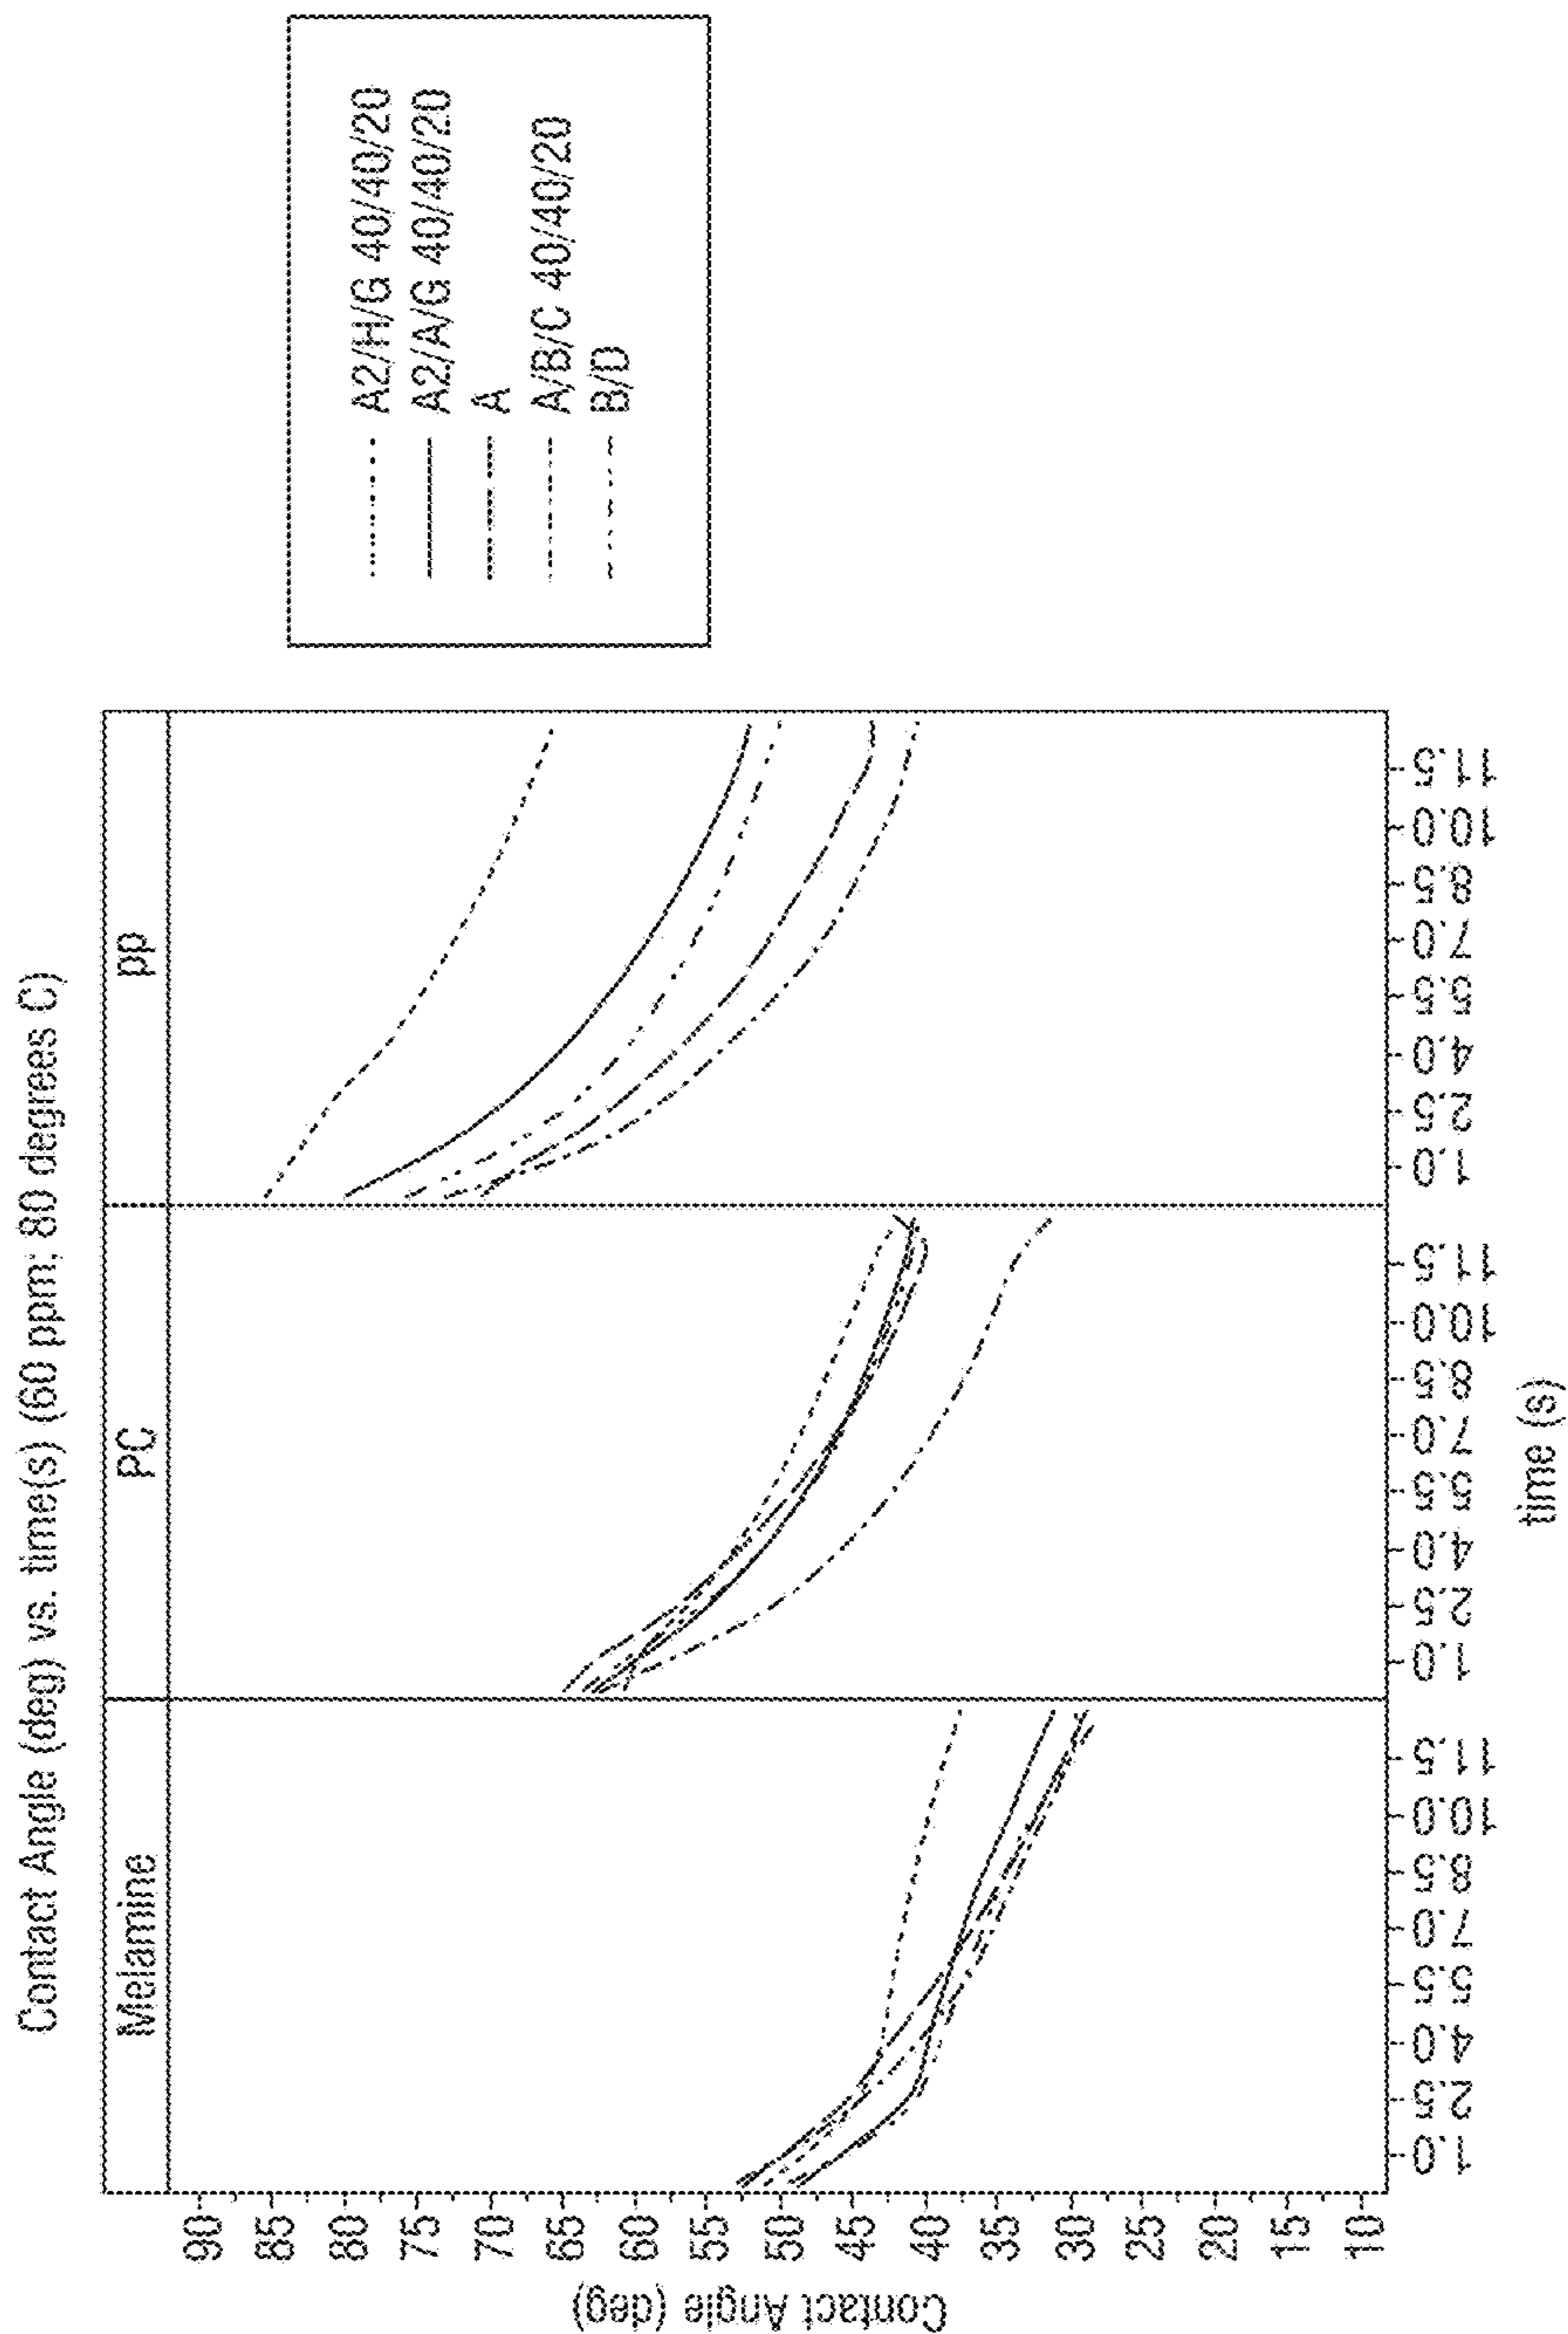 Contact Angle (deg) vs. time(s) (60 ppm; 80 degrees C)
Melamine
PC
pp
Contact Angle (deg)
90
85
80
75
70
65
60
55
50
45
40
35
30
25
20
15
10
1.0 2.5 4.0 5.5 7.0 8.5 10.0 11.5
1.0 2.5 4.0 5.5 7.0 8.5 10.0 11.5
1.0 2.5 4.0 5.5 7.0 8.5 10.0 11.5
time (s)
A2/H/G 40/40/20
A2/A/G 40/40/20
A
A/B/C 40/40/20
B/D